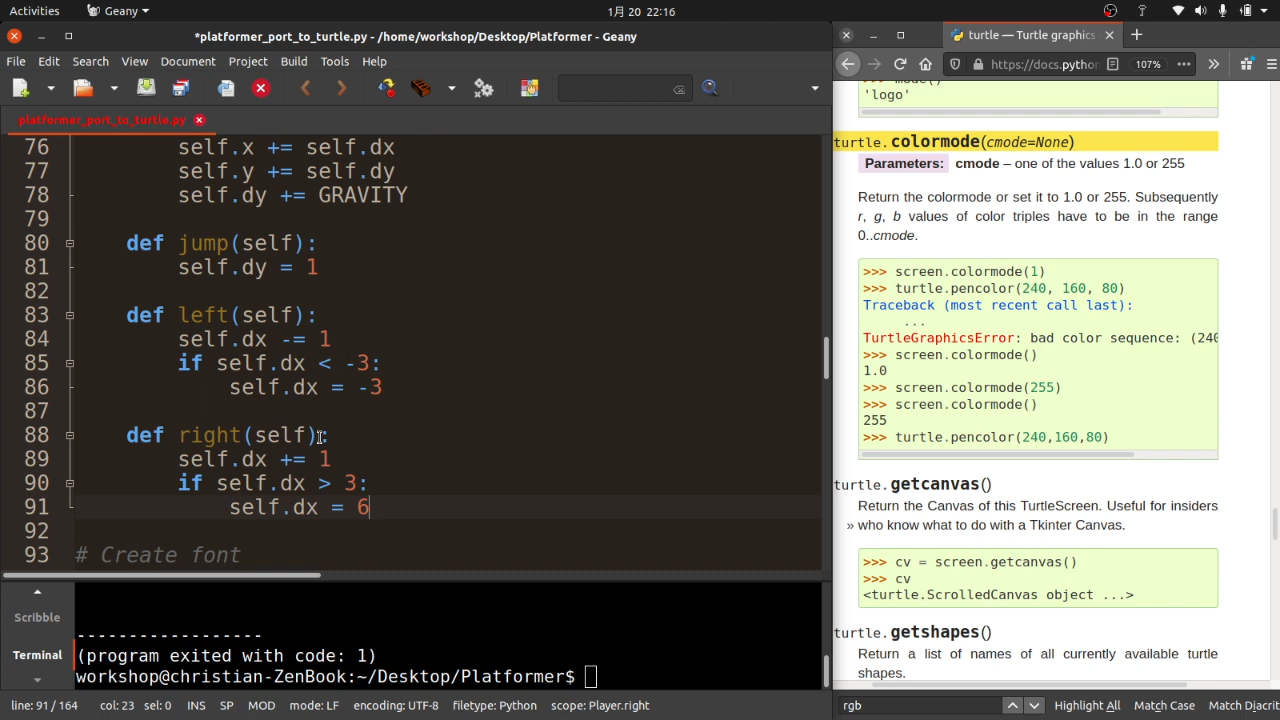 Activities
Geany
1月 20 22:16
*platformer_port_to_turtle.py - /home/workshop/Desktop/Platformer - Geany
File Edit Search View Document Project Build Tools Help
platformer_port_to_turtle.py
76 self.x += self.dx
77 self.y += self.dy
78 self.dy += GRAVITY
79
80 def jump(self):
81 self.dy = 1
82
83 def left(self):
84 self.dx -= 1
85 if self.dx < -3:
86 self.dx = -3
87
88 def right(self):
89 self.dx += 1
90 if self.dx > 3:
91 self.dx = 6
92
93 # Create font
Scribble
Terminal
------------------
(program exited with code: 1)
workshop@christian-ZenBook:~/Desktop/Platformer$
line: 91 / 164 col: 23 sel: 0 INS SP MOD mode: LF encoding: UTF-8 filetype: Python scope: Player.right
turtle — Turtle graphics
https://docs.pytho
107%
>>> mode()
'logo'
turtle.colormode(cmode=None)
Parameters: cmode – one of the values 1.0 or 255
Return the colormode or set it to 1.0 or 255. Subsequently
r, g, b values of color triples have to be in the range
0..cmode.
>>> screen.colormode(1)
>>> turtle.pencolor(240, 160, 80)
Traceback (most recent call last):
...
TurtleGraphicsError: bad color sequence: (240
>>> screen.colormode()
1.0
>>> screen.colormode(255)
>>> screen.colormode()
255
>>> turtle.pencolor(240,160,80)
turtle.getcanvas()
Return the Canvas of this TurtleScreen. Useful for insiders
» who know what to do with a Tkinter Canvas.
>>> cv = screen.getcanvas()
>>> cv
<turtle.ScrolledCanvas object ...>
turtle.getshapes()
Return a list of names of all currently available turtle
shapes.
rgb
Highlight All Match Case Match Diacrit